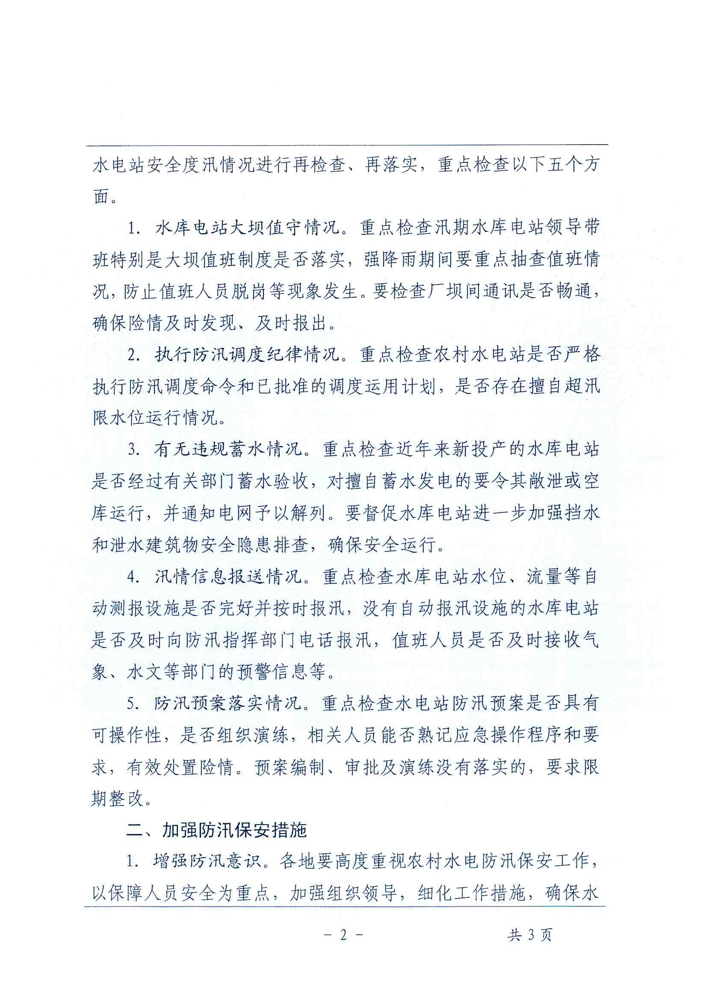 水电站安全度汛情况进行再检查、再落实，重点检查以下五个方
面。
1. 水库电站大坝值守情况。重点检查汛期水库电站领导带
班特别是大坝值班制度是否落实，强降雨期间要重点抽查值班情
况，防止值班人员脱岗等现象发生。要检查厂坝间通讯是否畅通，
确保险情及时发现、及时报出。
2. 执行防汛调度纪律情况。重点检查农村水电站是否严格
执行防汛调度命令和已批准的调度运用计划，是否存在擅自超汛
限水位运行情况。
3. 有无违规蓄水情况。重点检查近年来新投产的水库电站
是否经过有关部门蓄水验收，对擅自蓄水发电的要令其敞泄或空
库运行，并通知电网予以解列。要督促水库电站进一步加强挡水
和泄水建筑物安全隐患排查，确保安全运行。
4. 汛情信息报送情况。重点检查水库电站水位、流量等自
动测报设施是否完好并按时报汛，没有自动报汛设施的水库电站
是否及时向防汛指挥部门电话报汛，值班人员是否及时接收气
象、水文等部门的预警信息等。
5. 防汛预案落实情况。重点检查水电站防汛预案是否具有
可操作性，是否组织演练，相关人员能否熟记应急操作程序和要
求，有效处置险情。预案编制、审批及演练没有落实的，要求限
期整改。
二、加强防汛保安措施
1. 增强防汛意识。各地要高度重视农村水电防汛保安工作，
以保障人员安全为重点，加强组织领导，细化工作措施，确保水
- 2 -
共 3 页